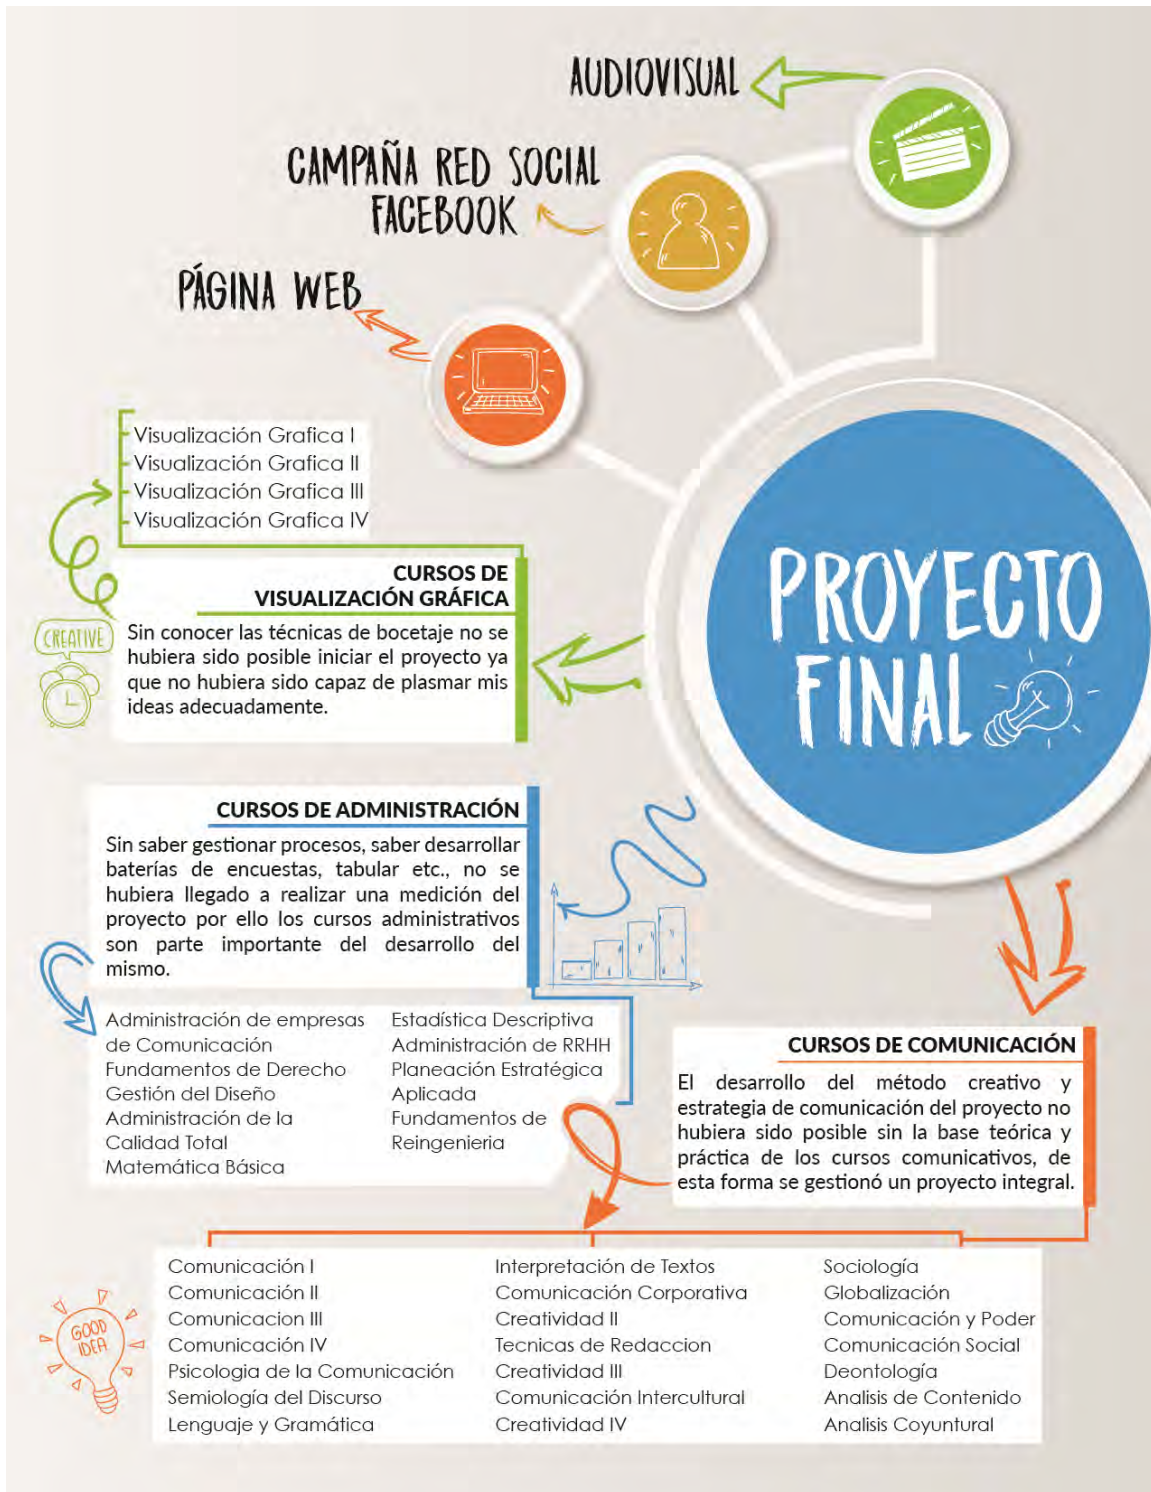 AUDIOVISUAL
CAMPAÑA RED SOCIAL
FACEBOOK
PÁGINA WEB
Visualización Grafica I
Visualización Grafica II
Visualización Grafica III
Visualización Grafica IV
CURSOS DE
VISUALIZACIÓN GRÁFICA
CREATIVE
Sin conocer las técnicas de bocetaje no se
hubiera sido posible iniciar el proyecto ya
que no hubiera sido capaz de plasmar mis
ideas adecuadamente.
PROYECTO
FINAL
CURSOS DE ADMINISTRACIÓN
Sin saber gestionar procesos, saber desarrollar
baterías de encuestas, tabular etc., no se
hubiera llegado a realizar una medición del
proyecto por ello los cursos administrativos
son parte importante del desarrollo del
mismo.
Administración de empresas
de Comunicación
Fundamentos de Derecho
Gestión del Diseño
Administración de la
Calidad Total
Matemática Básica
Estadística Descriptiva
Administración de RRHH
Planeación Estratégica
Aplicada
Fundamentos de
Reingenieria
CURSOS DE COMUNICACIÓN
El desarrollo del método creativo y
estrategia de comunicación del proyecto no
hubiera sido posible sin la base teórica y
práctica de los cursos comunicativos, de
esta forma se gestionó un proyecto integral.
GOOD
IDEA
Comunicación I
Comunicación II
Comunicacion III
Comunicación IV
Psicologia de la Comunicación
Semiología del Discurso
Lenguaje y Gramática
Interpretación de Textos
Comunicación Corporativa
Creatividad II
Tecnicas de Redaccion
Creatividad III
Comunicación Intercultural
Creatividad IV
Sociología
Globalización
Comunicación y Poder
Comunicación Social
Deontología
Analisis de Contenido
Analisis Coyuntural